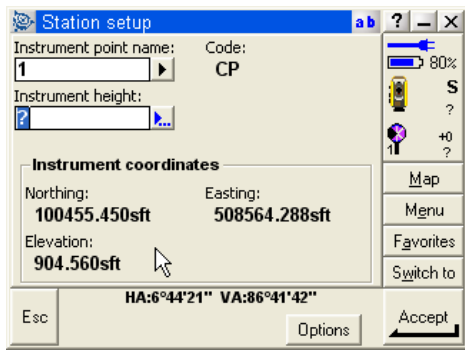 Station setup
ab
?
X
Instrument point name:
Code:
1
CP
Instrument height:
?
Instrument coordinates
Northing:
Easting:
100455.450sft
508564.288sft
Elevation:
904.560sft
HA:6°44'21" VA:86°41'42"
Esc
Options
80%
S
?
+0
1
?
Map
Menu
Favorites
Switch to
Accept